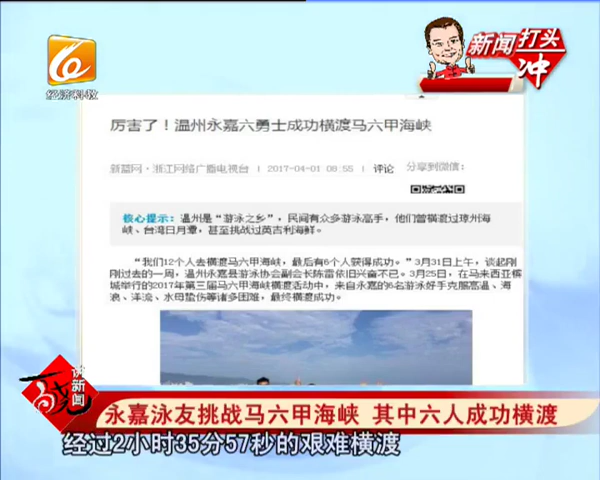 经济科教
新闻打头
冲
厉害了！温州永嘉六勇士成功横渡马六甲海峡
新蓝网·浙江网络广播电视台 | 2017-04-01 08:55 | 评论 分享到微信：
核心提示：温州是“游泳之乡”，民间有众多游泳高手，他们曾横渡过琼州海
峡、台湾日月潭，甚至挑战过英吉利海鲜。
“我们12个人去横渡马六甲海峡，最后有6个人获得成功。”3月31日上午，谈起刚
刚过去的一周，温州永嘉县游泳协会副会长陈雷依旧兴奋不已。3月25日，在马来西亚槟
城举行的2017年第三届马六甲海峡横渡活动中，来自永嘉的6名游泳好手克服高温、海
浪、洋流、水母蛰伤等诸多困难，最终横渡成功。
讲新闻
永嘉泳友挑战马六甲海峡 其中六人成功横渡
经过2小时35分57秒的艰难横渡